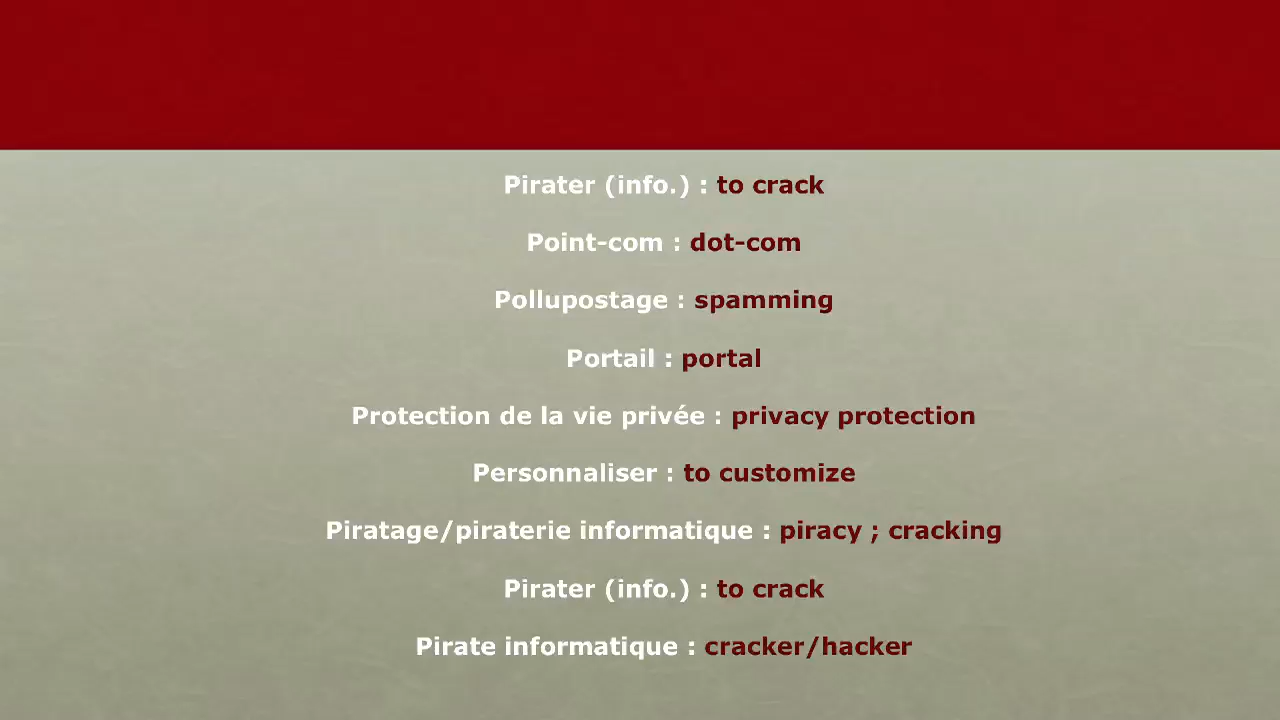 Pirater (info.) : to crack
Point-com : dot-com
Pollupostage : spamming
Portail : portal
Protection de la vie privée : privacy protection
Personnaliser : to customize
Piratage/piraterie informatique : piracy ; cracking
Pirater (info.) : to crack
Pirate informatique : cracker/hacker